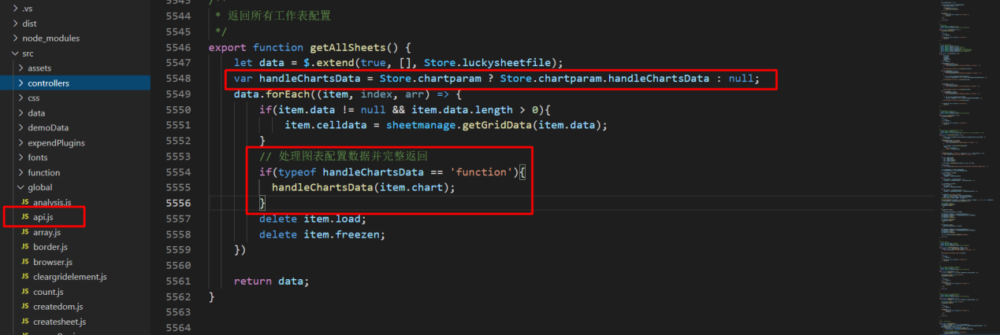 .vs
dist
node_modules
src
assets
controllers
css
data
demoData
expendPlugins
fonts
function
global
JS analysis.js
JS api.js
JS array.js
JS border.js
JS browser.js
JS cleargridelement.js
JS count.js
JS createdom.js
JS createsheet.js
5543 /**
5544 * 返回所有工作表配置
5545 */
5546 export function getAllSheets() {
5547 let data = $.extend(true, [], Store.luckysheetfile);
5548 var handleChartsData = Store.chartparam ? Store.chartparam.handleChartsData : null;
5549 data.forEach((item, index, arr) => {
5550 if(item.data != null && item.data.length > 0){
5551 item.celldata = sheetmanage.getGridData(item.data);
5552 }
5553 // 处理图表配置数据并完整返回
5554 if(typeof handleChartsData == 'function'){
5555 handleChartsData(item.chart);
5556 }
5557 delete item.load;
5558 delete item.freezen;
5559 })
5560
5561 return data;
5562 }
5563
5564